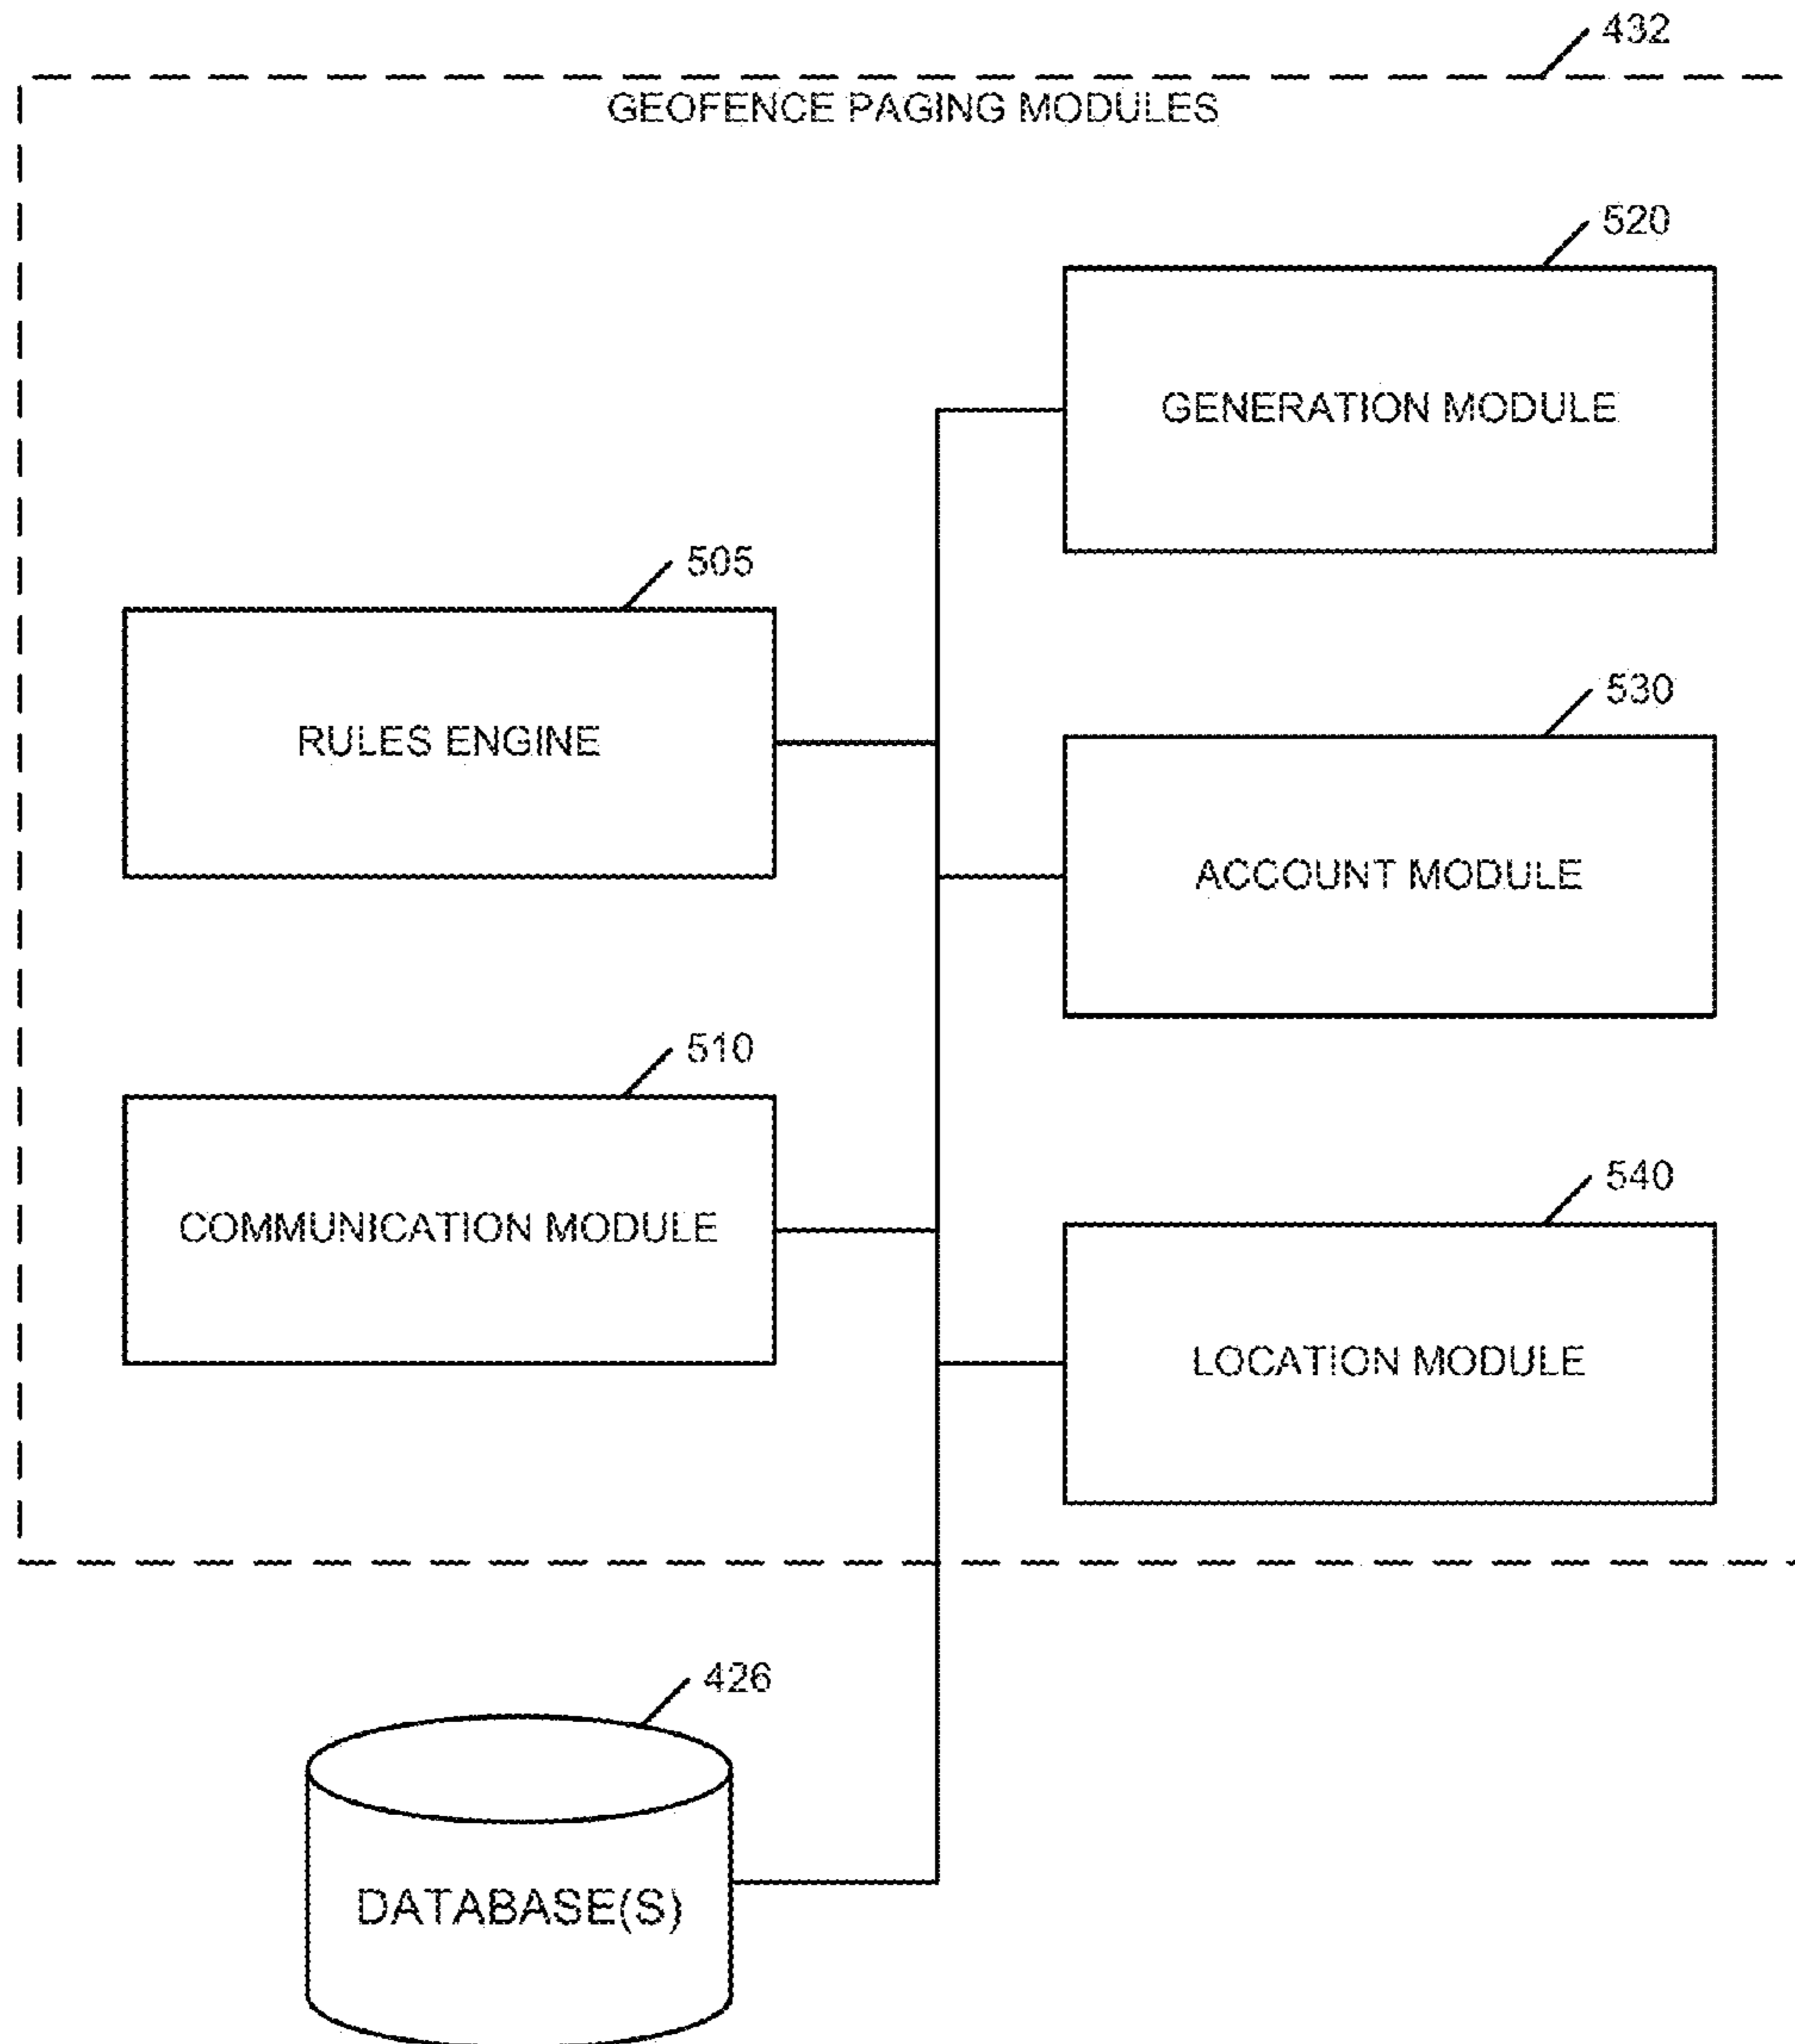 432
GEOFENCE PAGING MODULES
520
GENERATION MODULE
505
RULES ENGINE
530
ACCOUNT MODULE
510
COMMUNICATION MODULE
540
LOCATION MODULE
426
DATABASE(S)